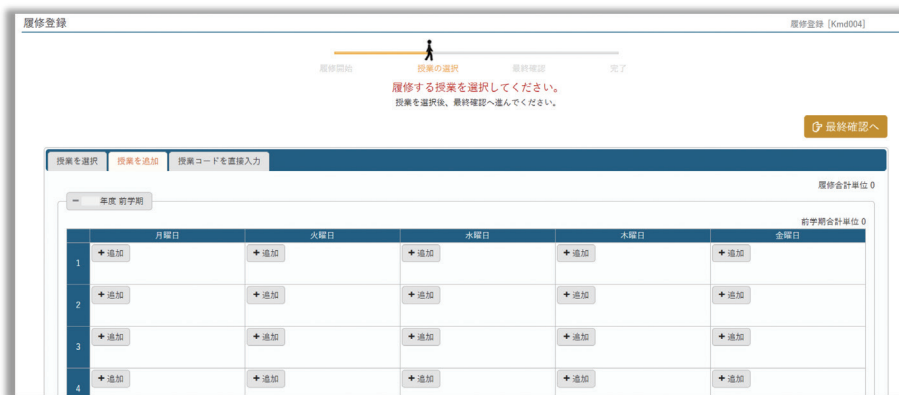 履修登録 履修登録 [Kmd004]
履修開始 授業の選択 最終確認 完了
履修する授業を選択してください。
授業を選択後、最終確認へ進んでください。
最終確認へ
授業を選択 授業を追加 授業コードを直接入力
履修合計単位 0
− 年度 前学期
前学期合計単位 0
月曜日 火曜日 水曜日 木曜日 金曜日
1 +追加 +追加 +追加 +追加 +追加
2 +追加 +追加 +追加 +追加 +追加
3 +追加 +追加 +追加 +追加 +追加
4 +追加 +追加 +追加 +追加 +追加